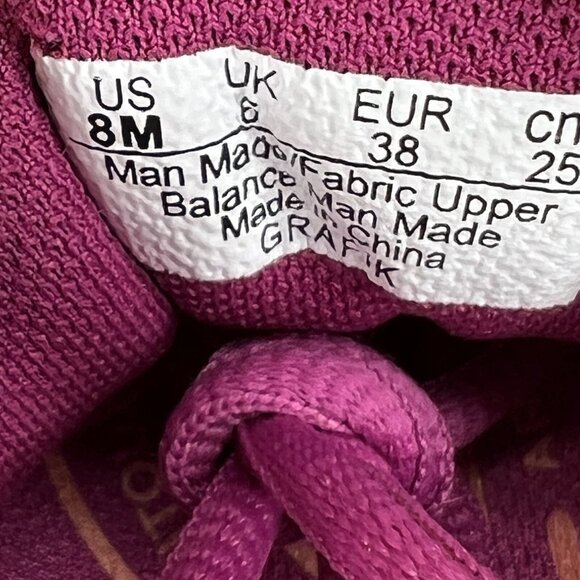 US UK EUR cm
8M 6 38 25
Man Made/Fabric Upper
Balance Man Made
Made in China
GRAFIK